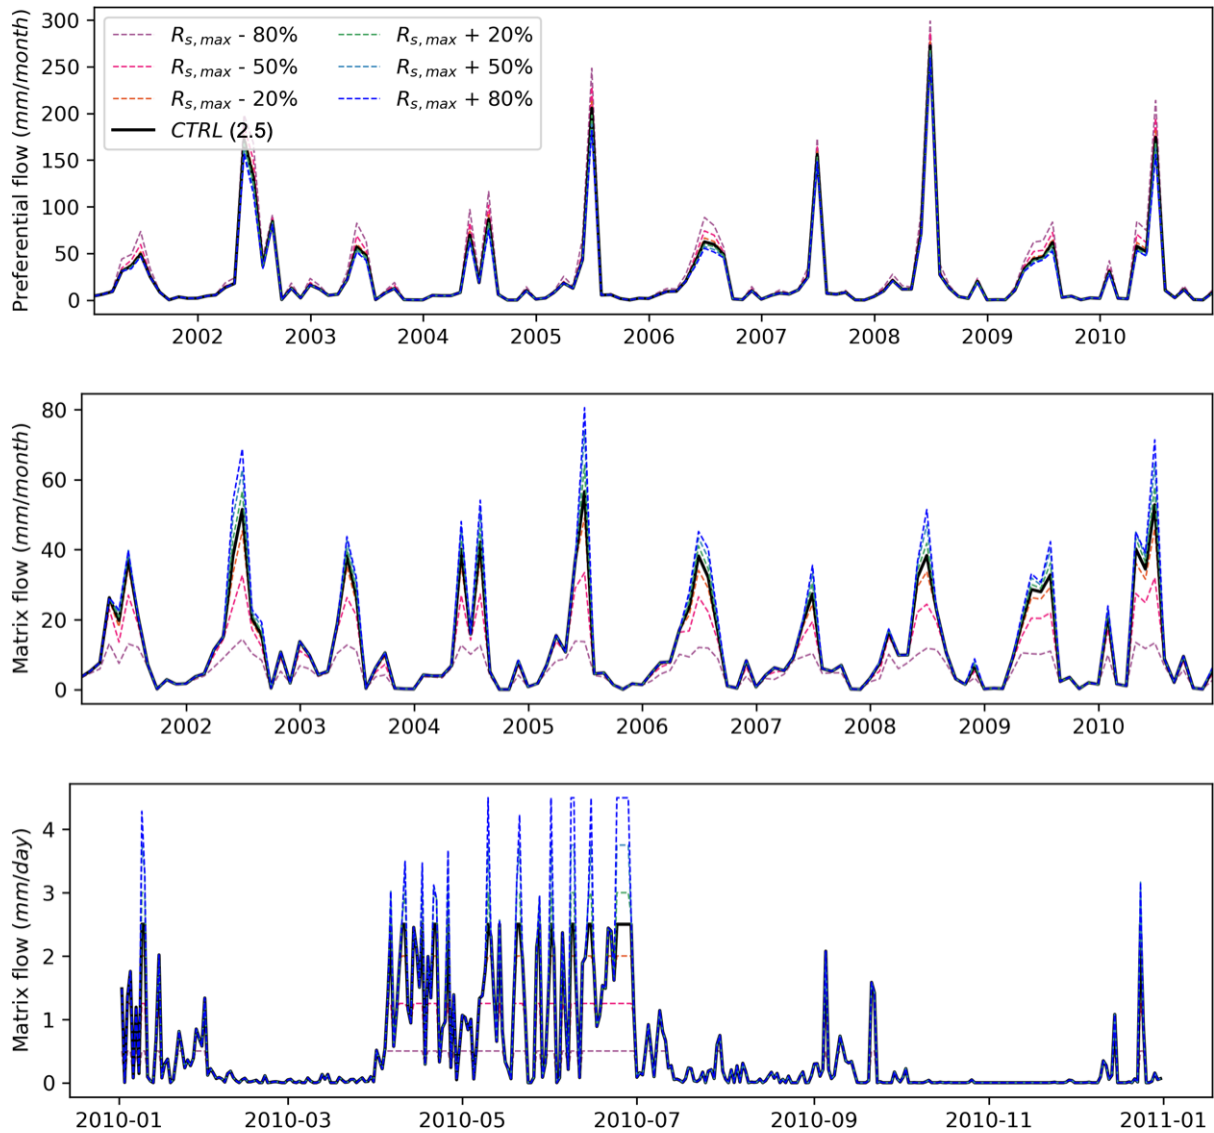 Preferential flow (mm/month)
300
250
200
150
100
50
0
R_s,max - 80%
R_s,max - 50%
R_s,max - 20%
CTRL (2.5)
R_s,max + 20%
R_s,max + 50%
R_s,max + 80%
2002 2003 2004 2005 2006 2007 2008 2009 2010
Matrix flow (mm/month)
80
60
40
20
0
2002 2003 2004 2005 2006 2007 2008 2009 2010
Matrix flow (mm/day)
4
3
2
1
0
2010-01 2010-03 2010-05 2010-07 2010-09 2010-11 2011-01